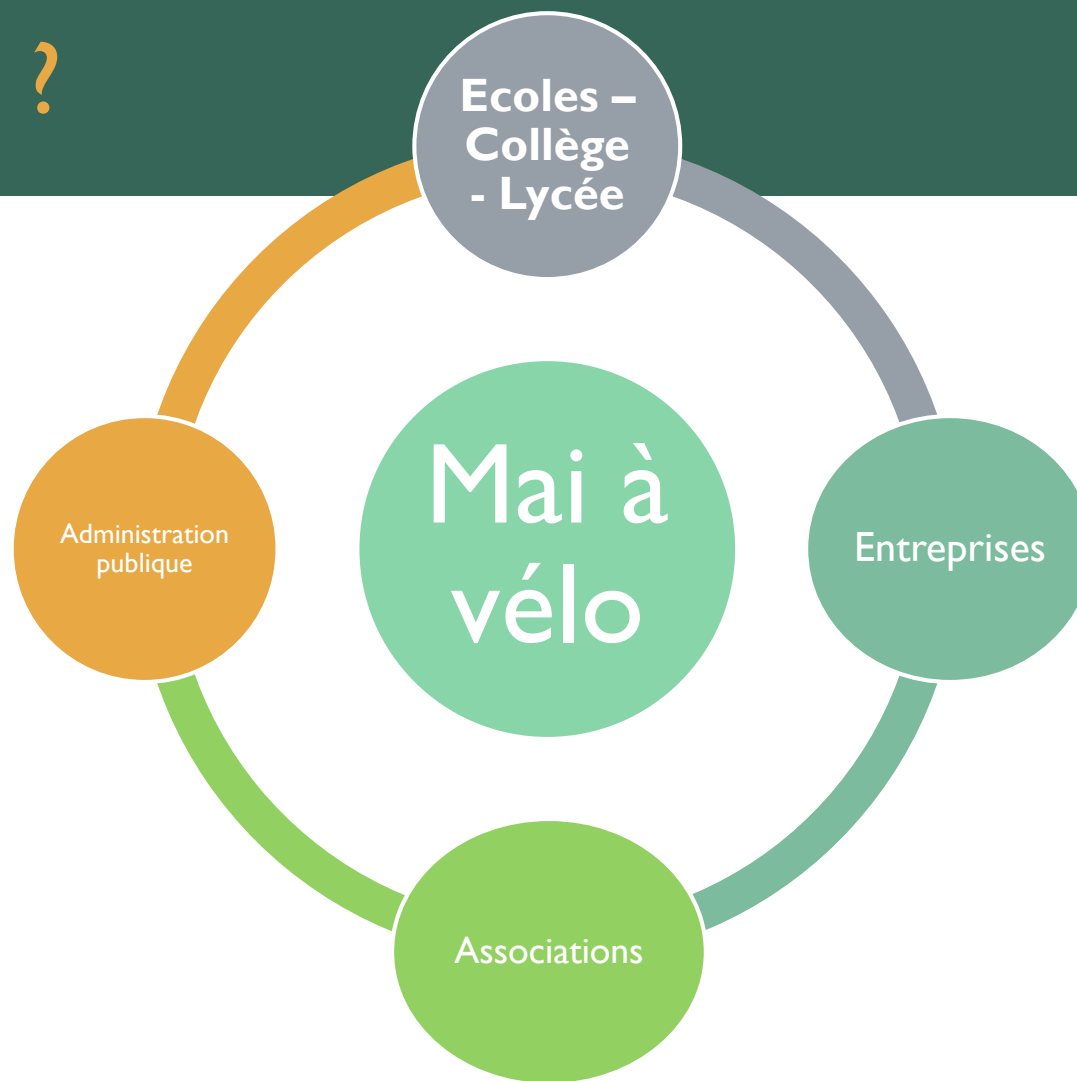 ?
Ecoles –
Collège
- Lycée
Mai à
vélo
Administration
publique
Entreprises
Associations